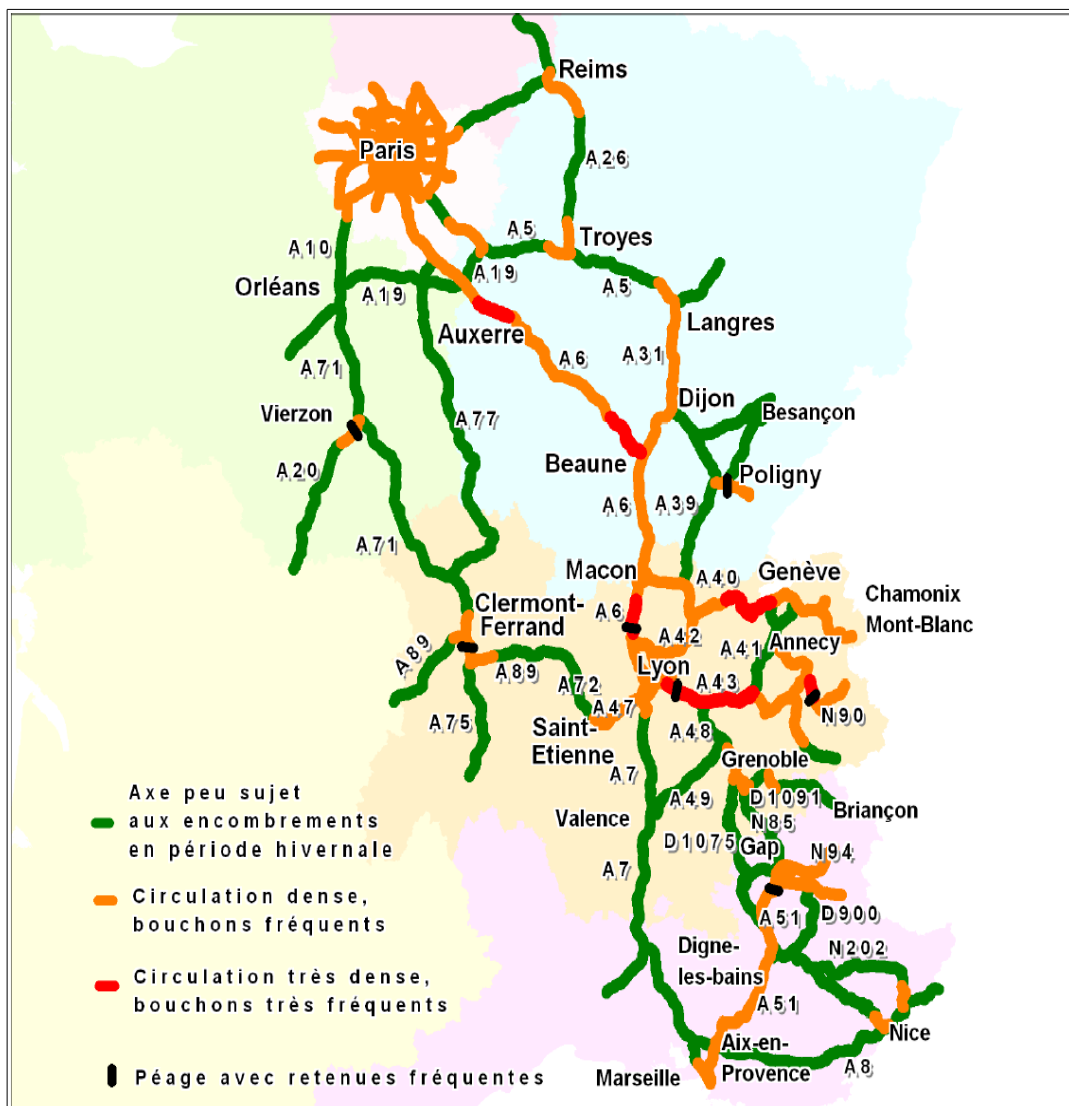 Reims
Paris
A26
A5
Troyes
A10
A19
Orléans
A19
A5
Langres
Auxerre
A6
A31
A71
Dijon
Besançon
Vierzon
A77
Beaune
Poligny
A20
A6
A39
A71
Macon
A40
Genève
Chamonix
Mont-Blanc
Clermont-
Ferrand
A6
A42
Annecy
A41
A89
Lyon
A43
A89
A72
A47
N90
A75
Saint-
Etienne
A48
Grenoble
A7
A49
D1091
Briançon
Valence
N85
D1075
Gap
N94
A7
A51
D900
Digne-
les-bains
N202
A51
Nice
Aix-en-
Provence
Marseille
A8
Axe peu sujet
aux encombrements
en période hivernale
Circulation dense,
bouchons fréquents
Circulation très dense,
bouchons très fréquents
Péage avec retenues fréquentes